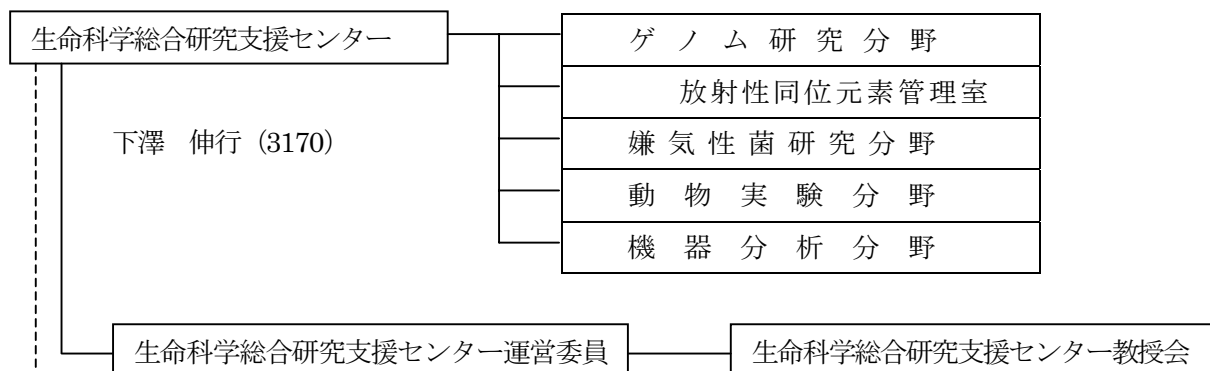 生命科学総合研究支援センター
下澤　伸行（3170）
ゲノム研究分野
放射性同位元素管理室
嫌気性菌研究分野
動物実験分野
機器分析分野
生命科学総合研究支援センター運営委員
生命科学総合研究支援センター教授会